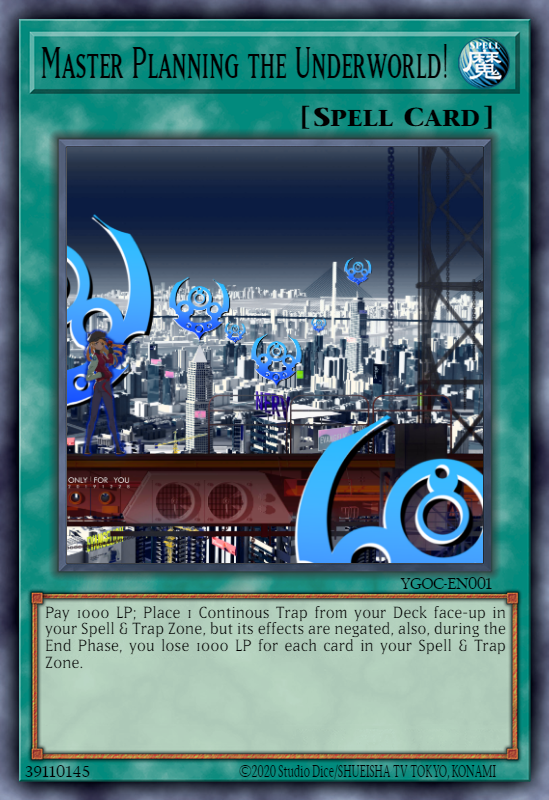 Master Planning the Underworld!
SPELL
魔
[Spell Card]
NERV
ONLY FOR YOU
YGOC-EN001
Pay 1000 LP; Place 1 Continous Trap from your Deck face-up in
your Spell & Trap Zone, but its effects are negated, also, during the
End Phase, you lose 1000 LP for each card in your Spell & Trap
Zone.
39110145
©2020 Studio Dice/SHUEISHA TV TOKYO, KONAMI